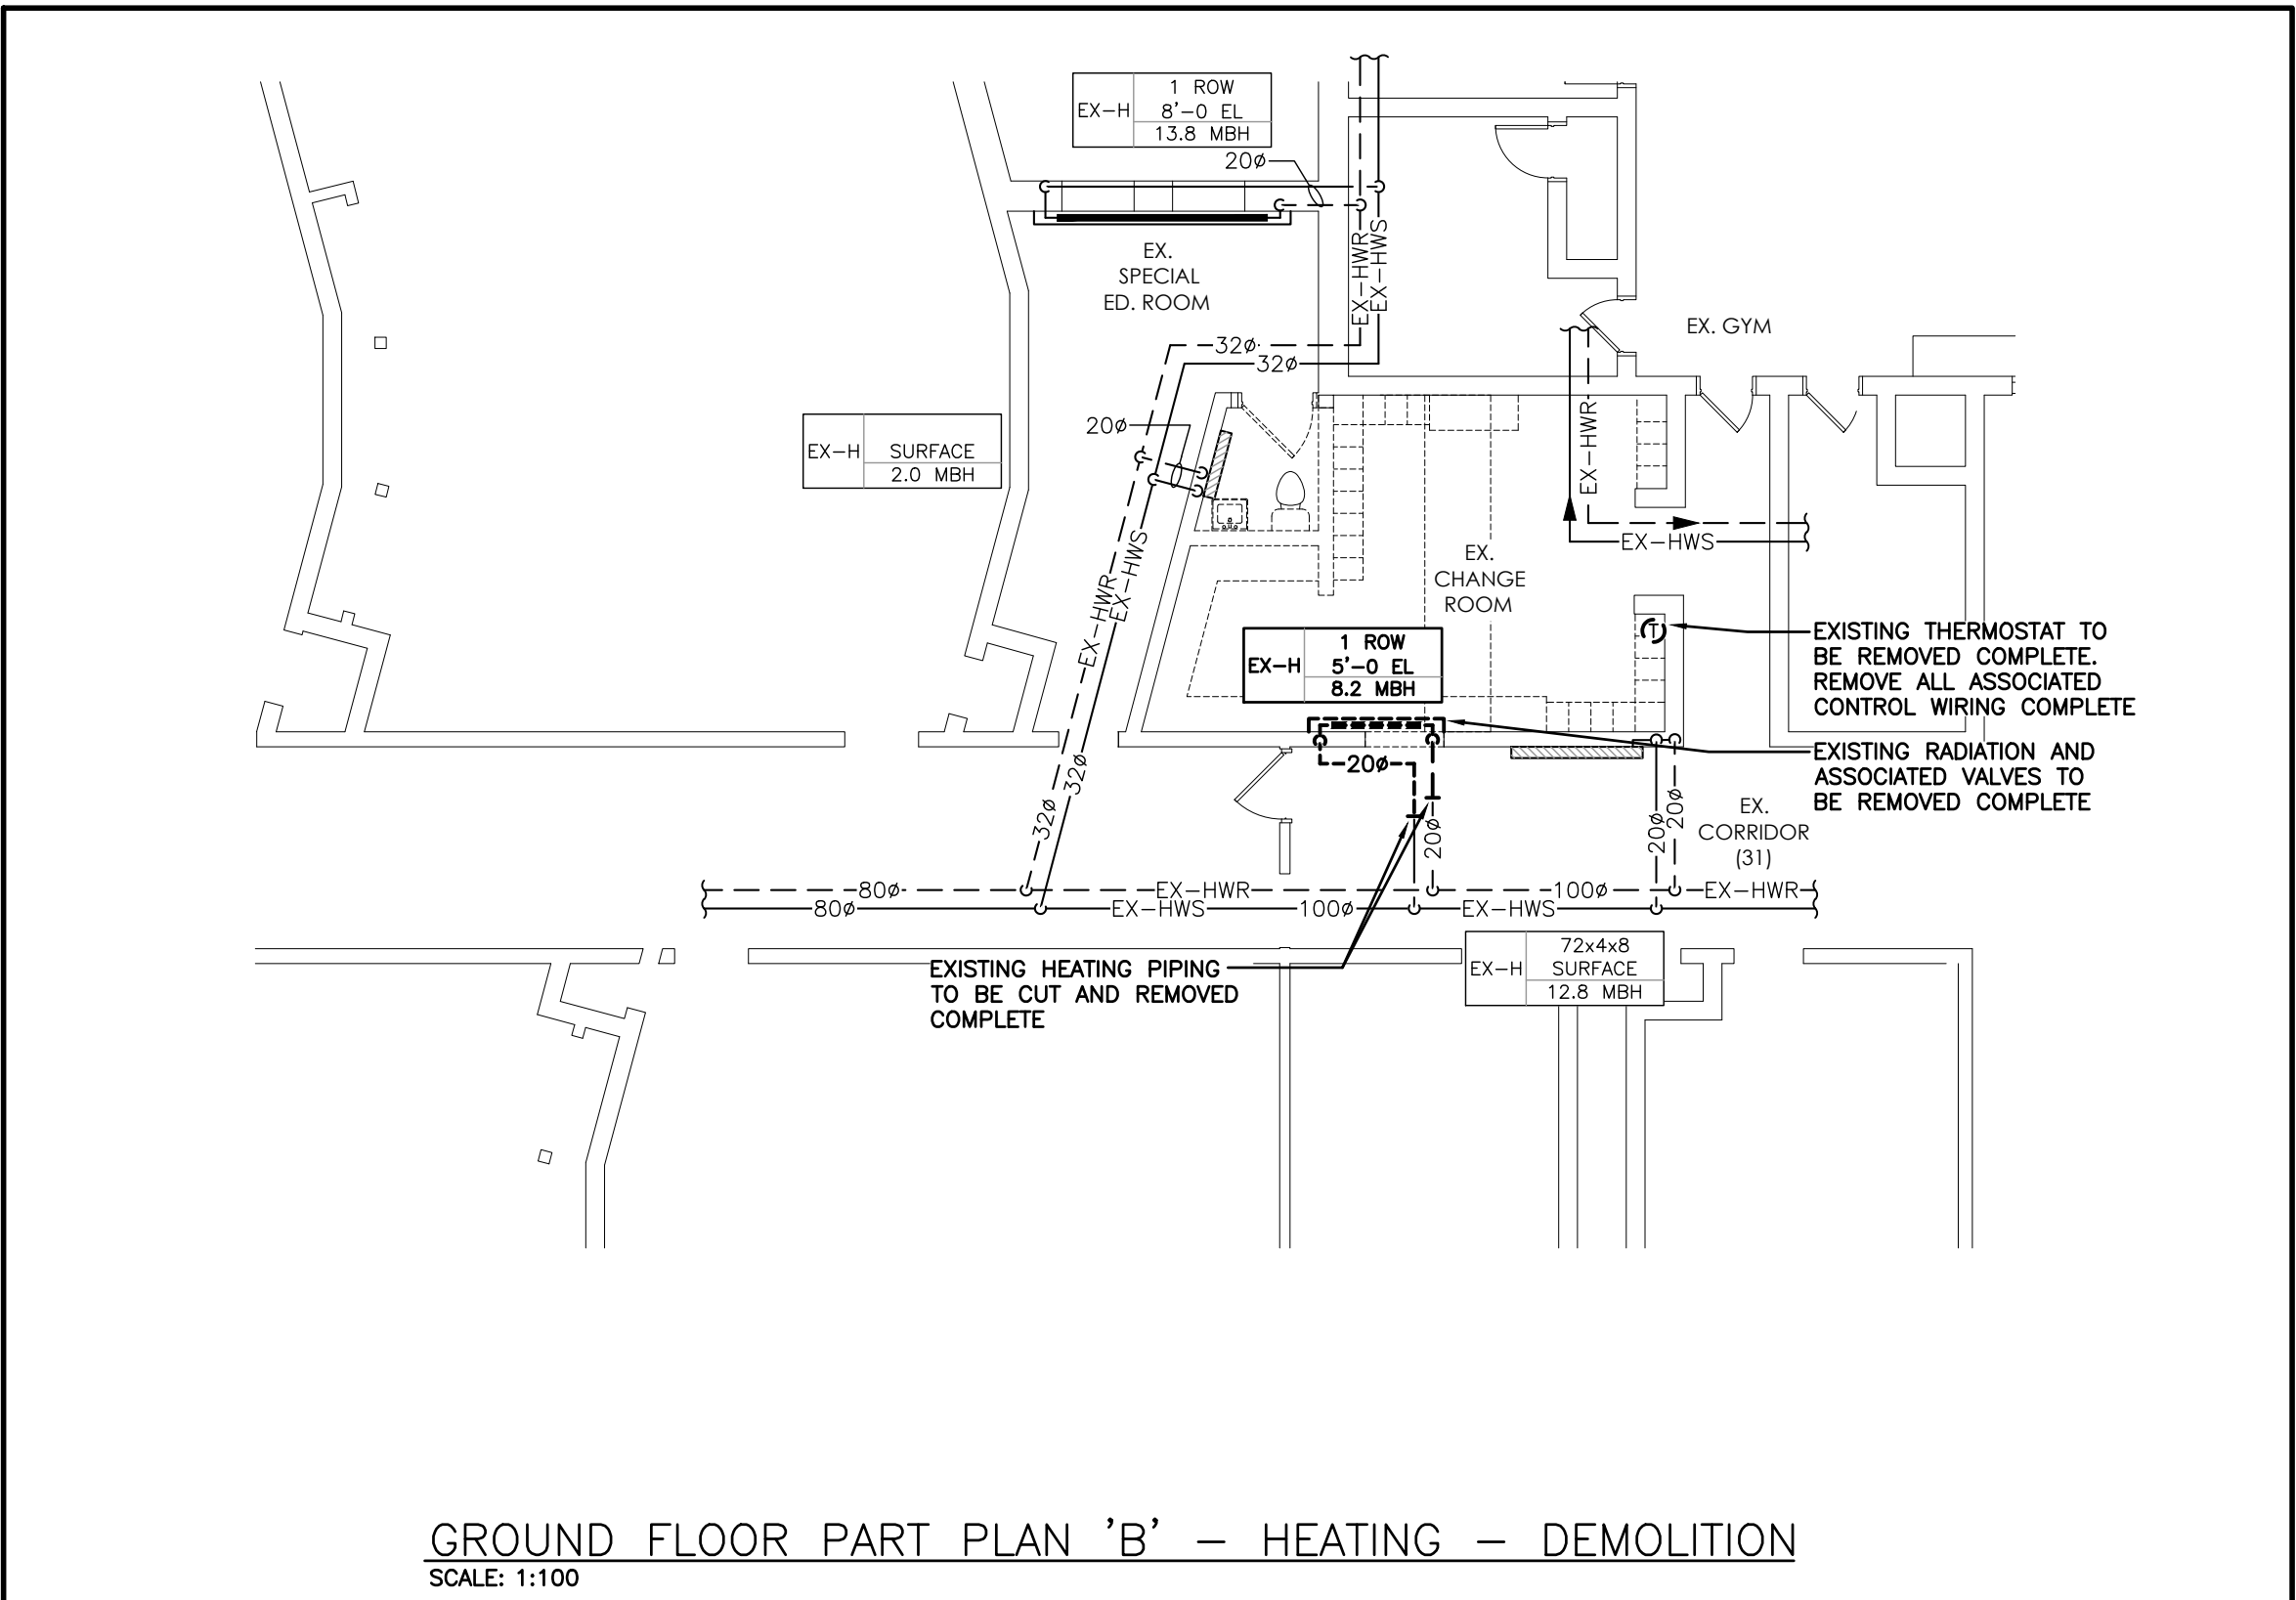 1 ROW
EX-H
8'-0 EL
13.8 MBH
20ø
EX-HWR
EX-HWS
EX.
SPECIAL
ED. ROOM
EX. GYM
32ø
32ø
EX-HWR
20ø
EX-H
SURFACE
2.0 MBH
EX-HWS
EX-HWR
EX-HWS
EX.
CHANGE
ROOM
1 ROW
EX-H
5'-0 EL
8.2 MBH
T
EXISTING THERMOSTAT TO
BE REMOVED COMPLETE.
REMOVE ALL ASSOCIATED
CONTROL WIRING COMPLETE
EXISTING RADIATION AND
ASSOCIATED VALVES TO
BE REMOVED COMPLETE
20ø
32ø
32ø
20ø
20ø
20ø
EX.
CORRIDOR
(31)
80ø
EX-HWR
100ø
EX-HWR
80ø
EX-HWS
100ø
EX-HWS
EXISTING HEATING PIPING
TO BE CUT AND REMOVED
COMPLETE
72x4x8
EX-H
SURFACE
12.8 MBH
GROUND FLOOR PART PLAN 'B' - HEATING - DEMOLITION
SCALE: 1:100